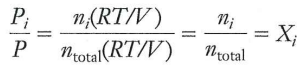 P_i / P = n_i(RT/V) / n_total(RT/V) = n_i / n_total = X_i